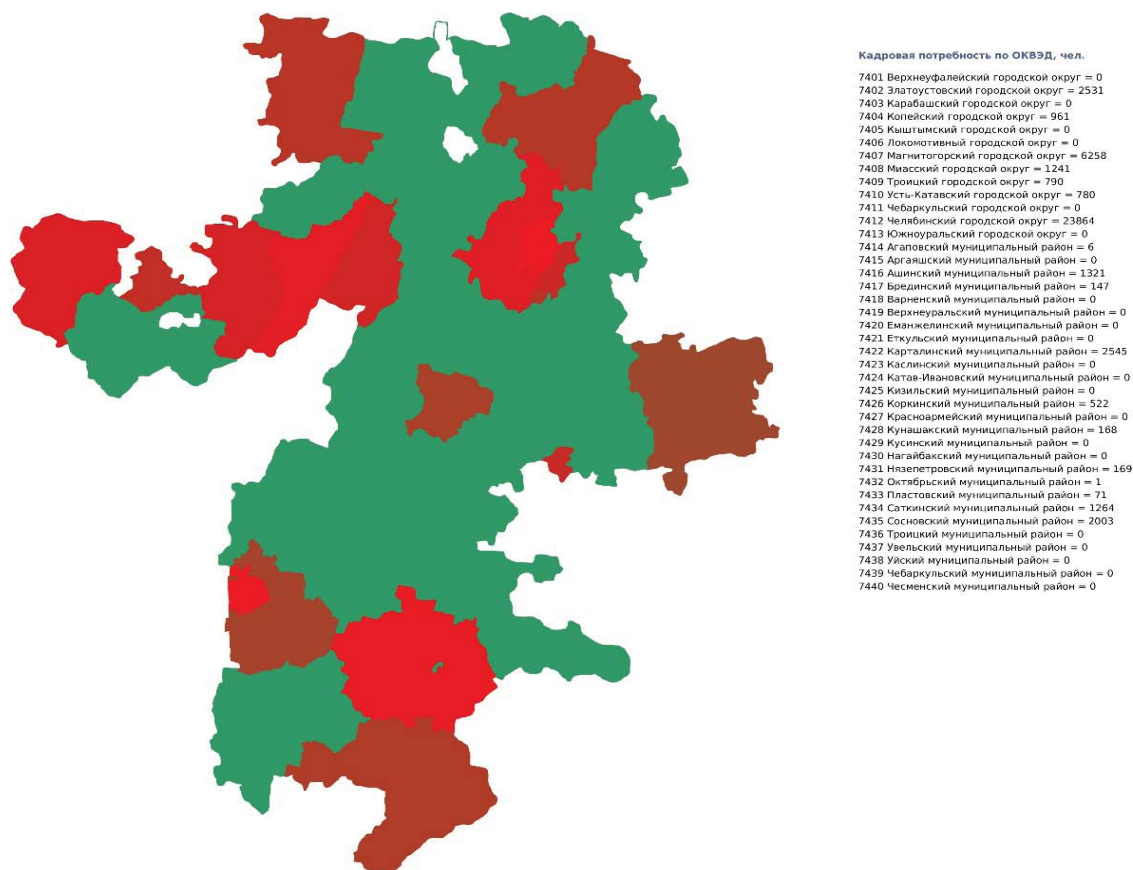 Кадровая потребность по ОКВЭД, чел.
7401 Верхнеуфалейский городской округ = 0
7402 Златоустовский городской округ = 2531
7403 Карабашский городской округ = 0
7404 Копейский городской округ = 961
7405 Кыштымский городской округ = 0
7406 Локомотивный городской округ = 0
7407 Магнитогорский городской округ = 6258
7408 Миасский городской округ = 1241
7409 Троицкий городской округ = 790
7410 Усть-Катавский городской округ = 780
7411 Чебаркульский городской округ = 0
7412 Челябинский городской округ = 23864
7413 Южноуральский городской округ = 0
7414 Агаповский муниципальный район = 6
7415 Аргаяшский муниципальный район = 0
7416 Ашинский муниципальный район = 1321
7417 Брединский муниципальный район = 147
7418 Варненский муниципальный район = 0
7419 Верхнеуральский муниципальный район = 0
7420 Еманжелинский муниципальный район = 0
7421 Еткульский муниципальный район = 0
7422 Карталинский муниципальный район = 2545
7423 Каслинский муниципальный район = 0
7424 Катав-Ивановский муниципальный район = 0
7425 Кизильский муниципальный район = 0
7426 Коркинский муниципальный район = 522
7427 Красноармейский муниципальный район = 0
7428 Кунашакский муниципальный район = 168
7429 Кусинский муниципальный район = 0
7430 Нагайбакский муниципальный район = 0
7431 Нязепетровский муниципальный район = 169
7432 Октябрьский муниципальный район = 1
7433 Пластовский муниципальный район = 71
7434 Саткинский муниципальный район = 1264
7435 Сосновский муниципальный район = 2003
7436 Троицкий муниципальный район = 0
7437 Увельский муниципальный район = 0
7438 Уйский муниципальный район = 0
7439 Чебаркульский муниципальный район = 0
7440 Чесменский муниципальный район = 0